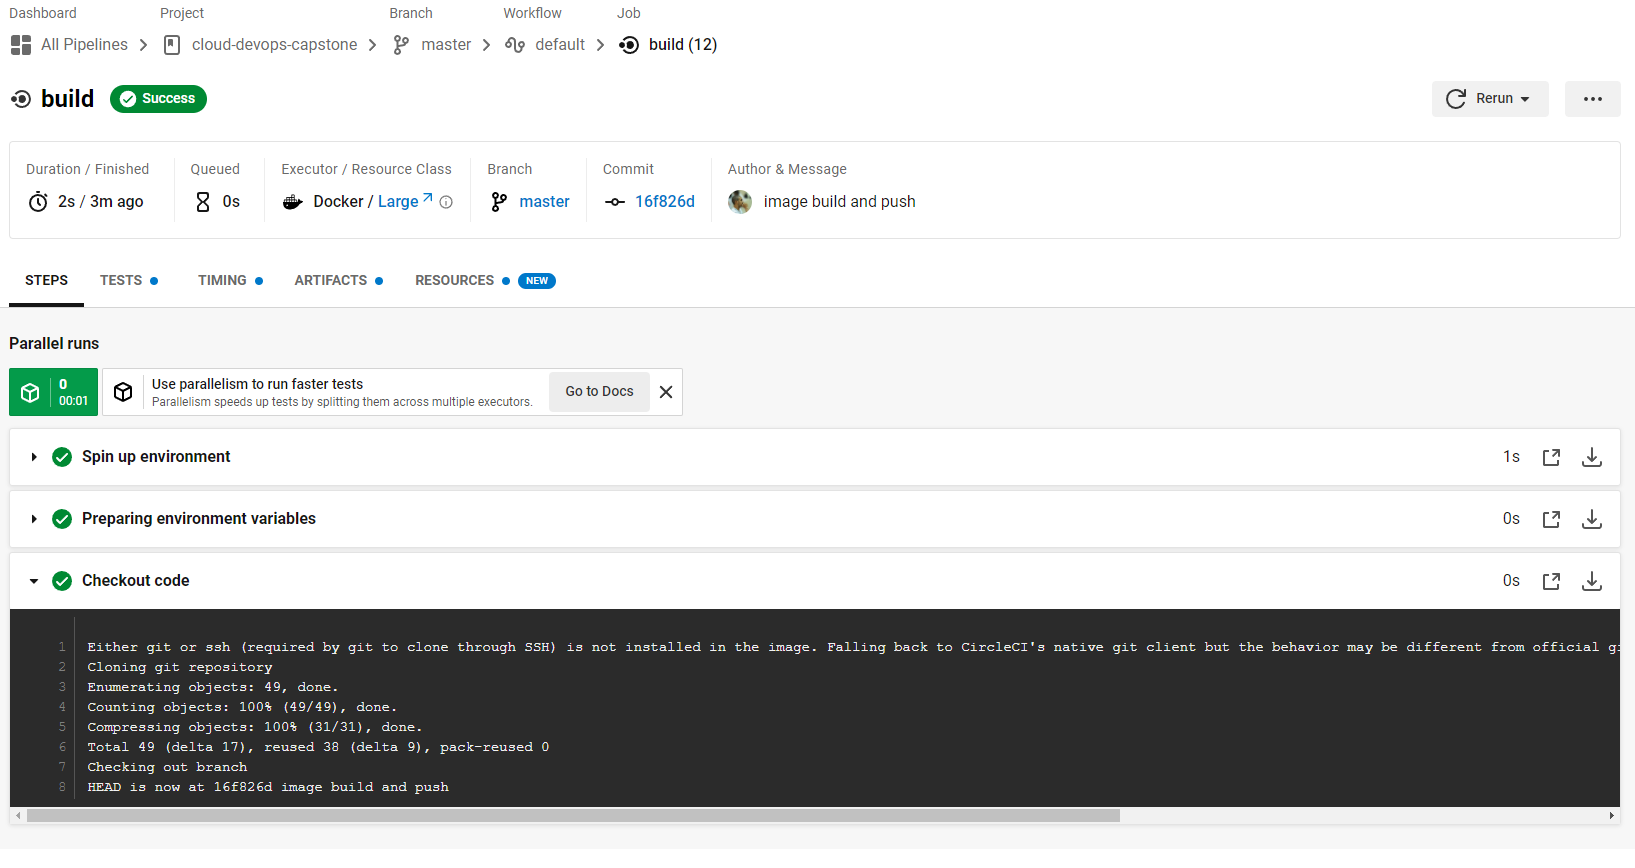 Dashboard Project Branch Workflow Job
All Pipelines cloud-devops-capstone master default build (12)
build Success Rerun
Duration / Finished Queued Executor / Resource Class Branch Commit Author & Message
2s / 3m ago 0s Docker / Large master 16f826d image build and push
STEPS TESTS TIMING ARTIFACTS RESOURCES NEW
Parallel runs
0
00:01
Use parallelism to run faster tests
Parallelism speeds up tests by splitting them across multiple executors.
Go to Docs
Spin up environment 1s
Preparing environment variables 0s
Checkout code 0s
1 Either git or ssh (required by git to clone through SSH) is not installed in the image. Falling back to CircleCI's native git client but the behavior may be different from official
2 Cloning git repository
3 Enumerating objects: 49, done.
4 Counting objects: 100% (49/49), done.
5 Compressing objects: 100% (31/31), done.
6 Total 49 (delta 17), reused 38 (delta 9), pack-reused 0
7 Checking out branch
8 HEAD is now at 16f826d image build and push